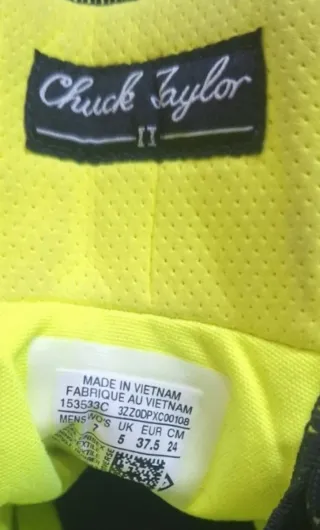 Chuck Taylor
II
MADE IN VIETNAM
FABRIQUE AU VIETNAM
153533C 3ZZ0DPXC00108
MENS UK EUR CM
7 5 37.5 24